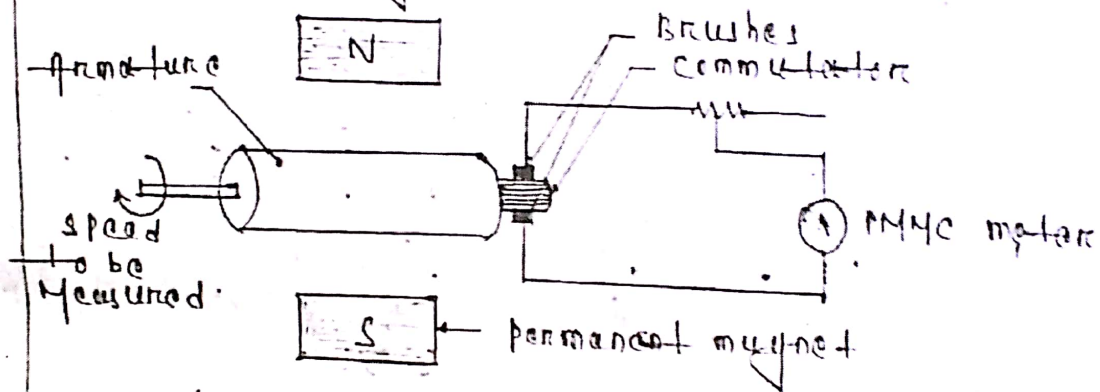 N
Brushes
Commutator
Armature
speed
to be
Measured.
PMMC meter
S
permanent magnet